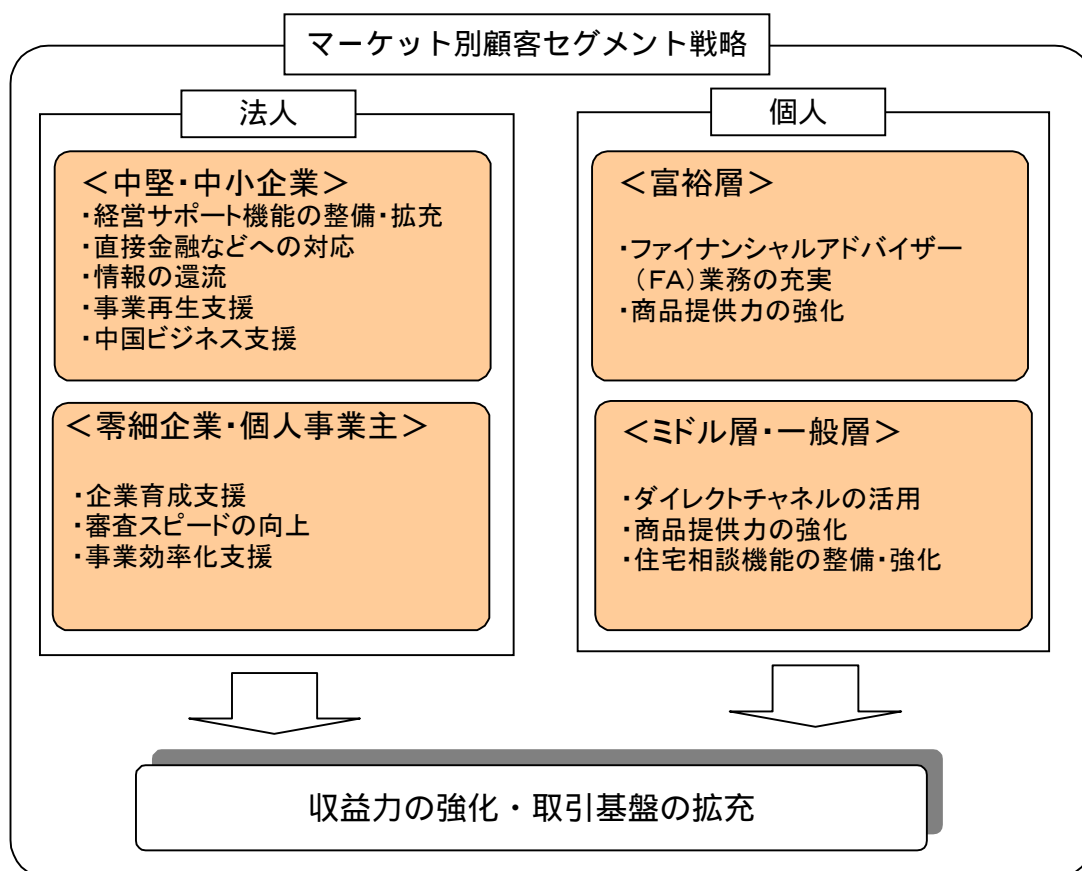 マーケット別顧客セグメント戦略
法人
＜中堅・中小企業＞
・経営サポート機能の整備・拡充
・直接金融などへの対応
・情報の還流
・事業再生支援
・中国ビジネス支援
＜零細企業・個人事業主＞
・企業育成支援
・審査スピードの向上
・事業効率化支援
個人
＜富裕層＞
・ファイナンシャルアドバイザー
（ＦＡ）業務の充実
・商品提供力の強化
＜ミドル層・一般層＞
・ダイレクトチャネルの活用
・商品提供力の強化
・住宅相談機能の整備・強化
収益力の強化・取引基盤の拡充